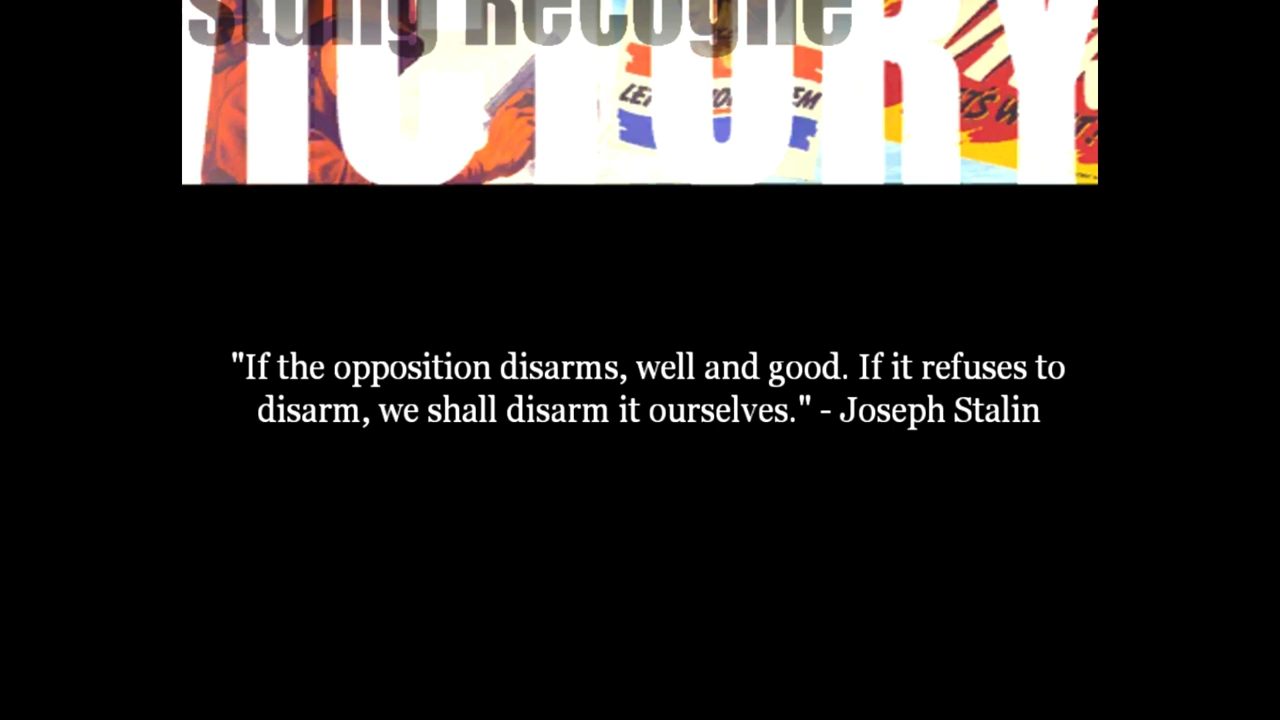 ICTORY
"If the opposition disarms, well and good. If it refuses to
disarm, we shall disarm it ourselves." - Joseph Stalin